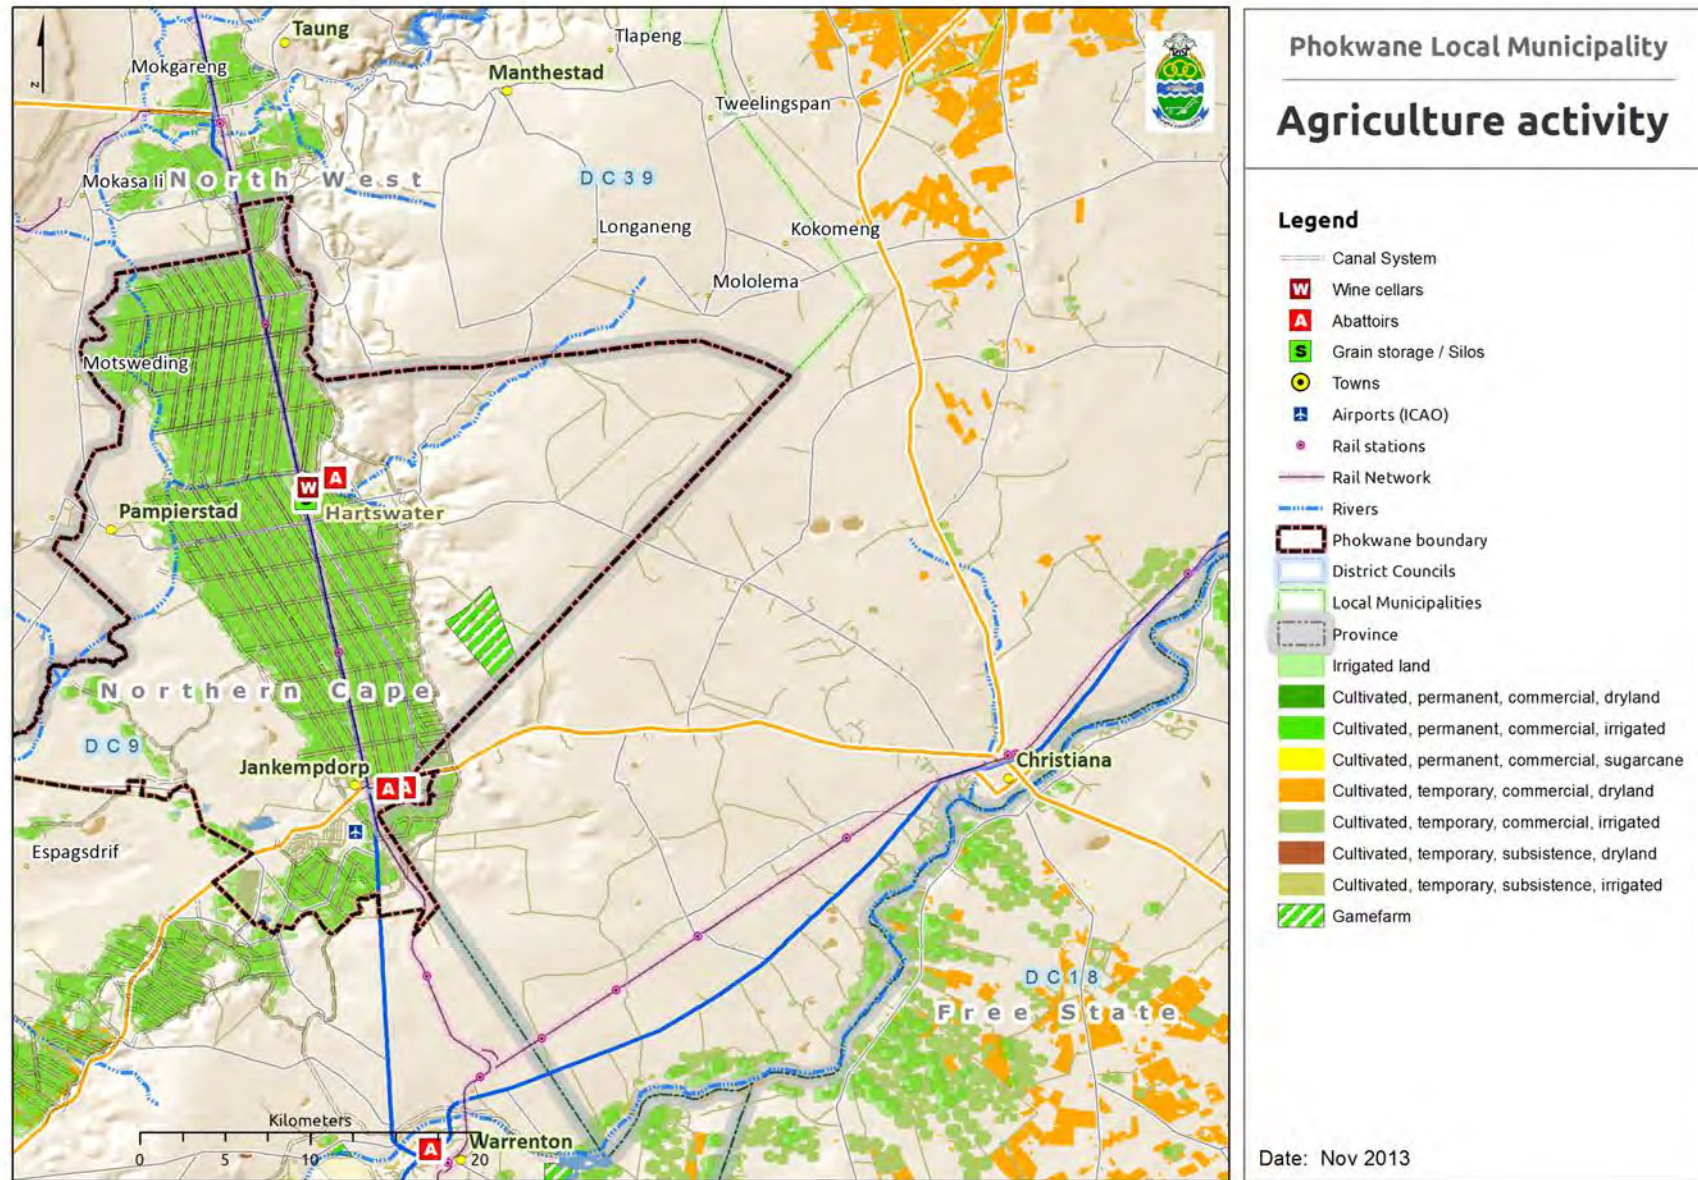 Phokwane Local Municipality
Agriculture activity
Legend
Canal System
W Wine cellars
A Abattoirs
S Grain storage / Silos
Towns
Airports (ICAO)
Rail stations
Rail Network
Rivers
Phokwane boundary
District Councils
Local Municipalities
Province
Irrigated land
Cultivated, permanent, commercial, dryland
Cultivated, permanent, commercial, irrigated
Cultivated, permanent, commercial, sugarcane
Cultivated, temporary, commercial, dryland
Cultivated, temporary, commercial, irrigated
Cultivated, temporary, subsistence, dryland
Cultivated, temporary, subsistence, irrigated
Gamefarm
Date: Nov 2013
Taung
Tlapeng
Mokgareng
Manthestad
Z
Tweelingspan
Mokasa Ii
North West
DC39
Longaneng
Kokomeng
Mololema
Motsweding
A
W
Pampierstad
Hartswater
Northern Cape
DC9
Jankempdorp
A
A
Christiana
Espagsdrif
DC18
Free State
Kilometers
0 5 10 20
A
Warrenton